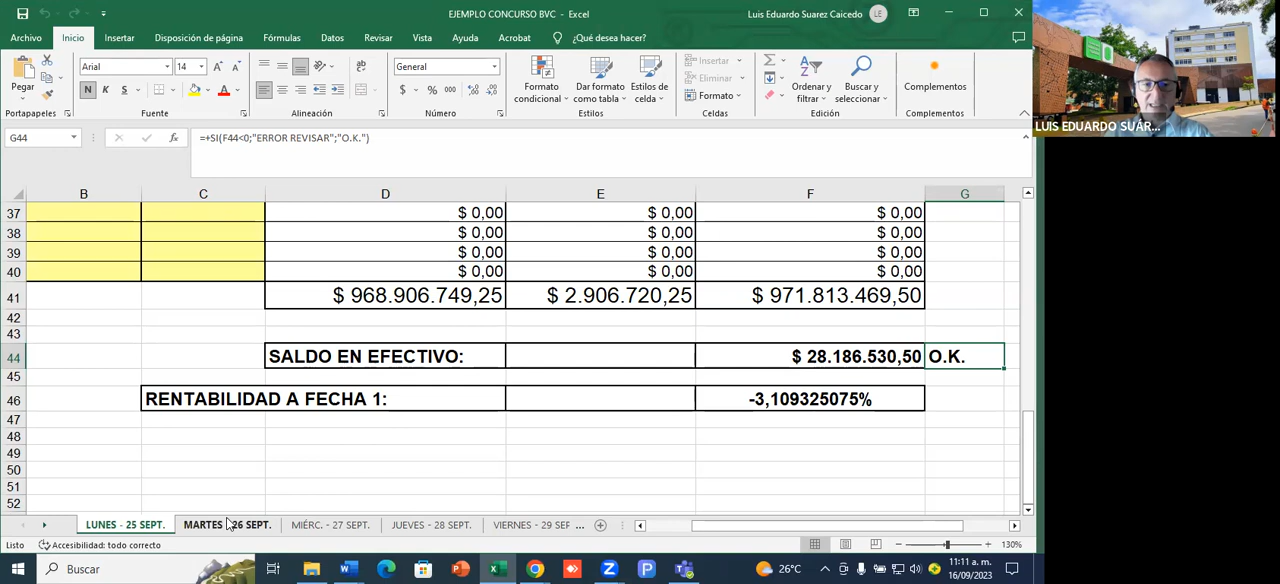 EJEMPLO CONCURSO BVC - Excel
Luis Eduardo Suarez Caicedo LE
Archivo Inicio Insertar Disposición de página Fórmulas Datos Revisar Vista Ayuda Acrobat ¿Qué desea hacer?
Pegar
Arial 14
N K S
General
$ % 000
Formato condicional
Dar formato como tabla
Estilos de celda
Insertar
Eliminar
Formato
Ordenar y filtrar
Buscar y seleccionar
Complementos
Portapapeles Fuente Alineación Número Estilos Celdas Edición Complementos
LUIS EDUARDO SUÁR...
G44 fx =+SI(F44<0;"ERROR REVISAR";"O.K.")
B C D E F G
37 $ 0,00 $ 0,00 $ 0,00
38 $ 0,00 $ 0,00 $ 0,00
39 $ 0,00 $ 0,00 $ 0,00
40 $ 0,00 $ 0,00 $ 0,00
41 $ 968.906.749,25 $ 2.906.720,25 $ 971.813.469,50
42
43
44 SALDO EN EFECTIVO: $ 28.186.530,50 O.K.
45
46 RENTABILIDAD A FECHA 1: -3,109325075%
47
48
49
50
51
52
LUNES - 25 SEPT. MARTES - 26 SEPT. MIÉRC. - 27 SEPT. JUEVES - 28 SEPT. VIERNES - 29 SEP ...
Listo Accesibilidad: todo correcto 130%
Buscar 26°C 11:11 a. m.
16/09/2023